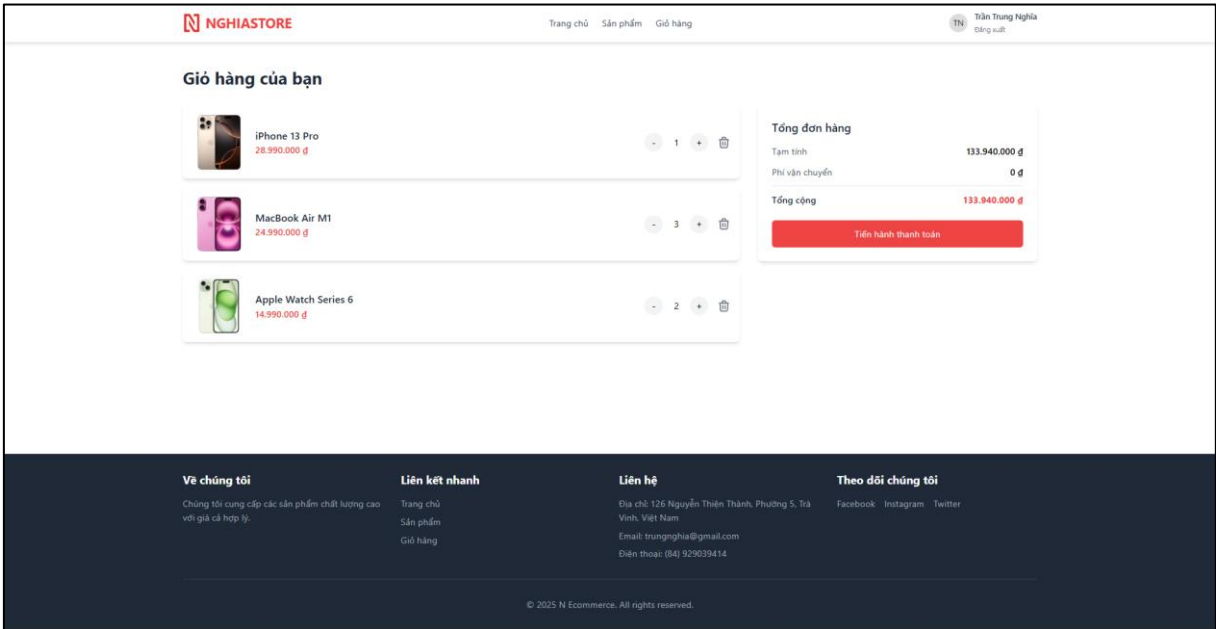 NGHIASTORE
Trang chủ Sản phẩm Giỏ hàng
TN
Trần Trung Nghĩa
Đăng xuất
Giỏ hàng của bạn
iPhone 13 Pro
28.990.000 ₫
- 1 +
MacBook Air M1
24.990.000 ₫
- 3 +
Apple Watch Series 6
14.990.000 ₫
- 2 +
Tổng đơn hàng
Tạm tính 133.940.000 ₫
Phí vận chuyển 0 ₫
Tổng cộng 133.940.000 ₫
Tiến hành thanh toán
Về chúng tôi
Chúng tôi cung cấp các sản phẩm chất lượng cao
với giá cả hợp lý.
Liên kết nhanh
Trang chủ
Sản phẩm
Giỏ hàng
Liên hệ
Địa chỉ: 126 Nguyễn Thiện Thành, Phường 5, Trà
Vinh, Việt Nam
Email: trungnghia@gmail.com
Điện thoại: (84) 929039414
Theo dõi chúng tôi
Facebook Instagram Twitter
© 2025 N Ecommerce. All rights reserved.